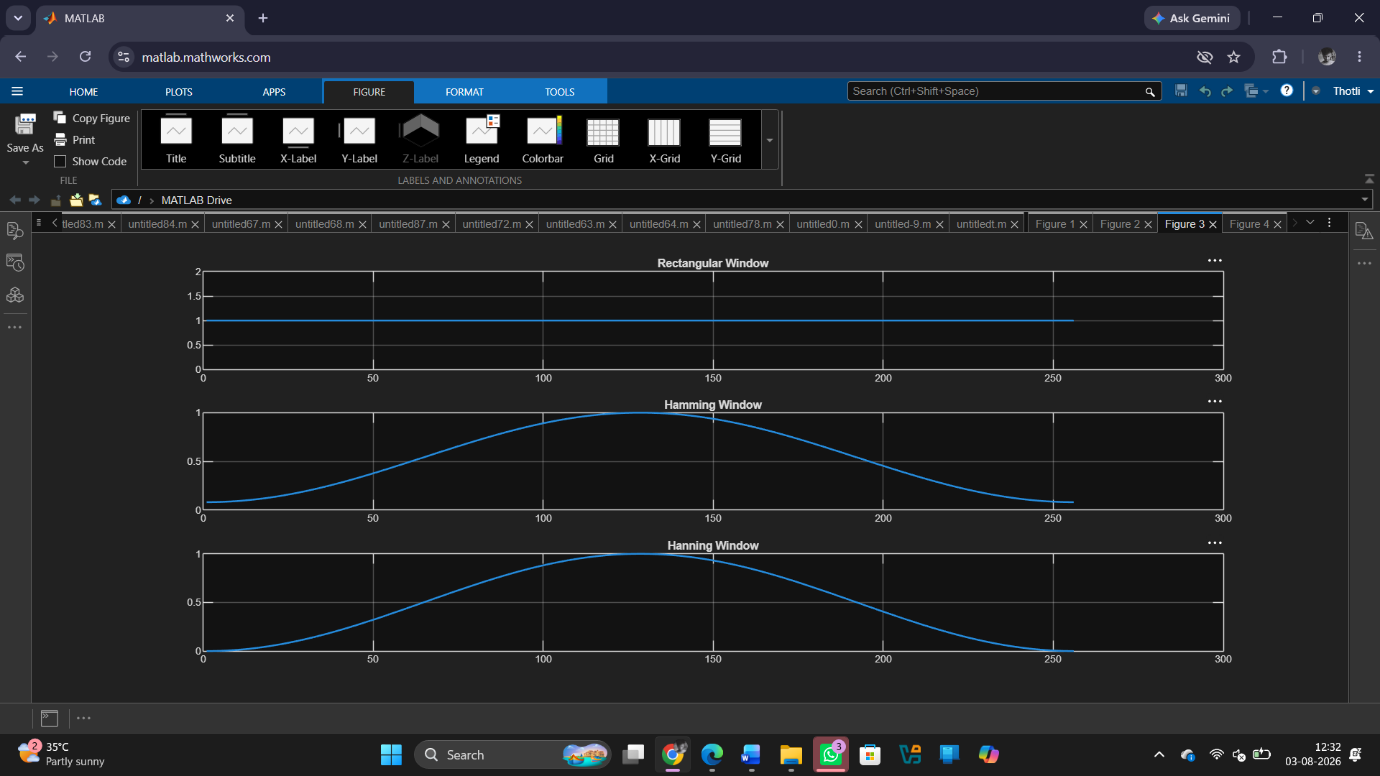 MATLAB
Ask Gemini
matlab.mathworks.com
HOME PLOTS APPS FIGURE FORMAT TOOLS Search (Ctrl+Shift+Space) Thotli
Save As
Copy Figure
Print
Show Code
FILE
Title Subtitle X-Label Y-Label Z-Label Legend Colorbar Grid X-Grid Y-Grid
LABELS AND ANNOTATIONS
/ > MATLAB Drive
tled83.m untitled84.m untitled67.m untitled68.m untitled87.m untitled72.m untitled63.m untitled64.m untitled78.m untitled0.m untitled-9.m untitledt.m Figure 1 Figure 2 Figure 3 Figure 4
Rectangular Window
2
1.5
1
0.5
0
0 50 100 150 200 250 300
Hamming Window
1
0.5
0
0 50 100 150 200 250 300
Hanning Window
1
0.5
0
0 50 100 150 200 250 300
2
35°C
Partly sunny
Search
3
12:32
03-08-2026